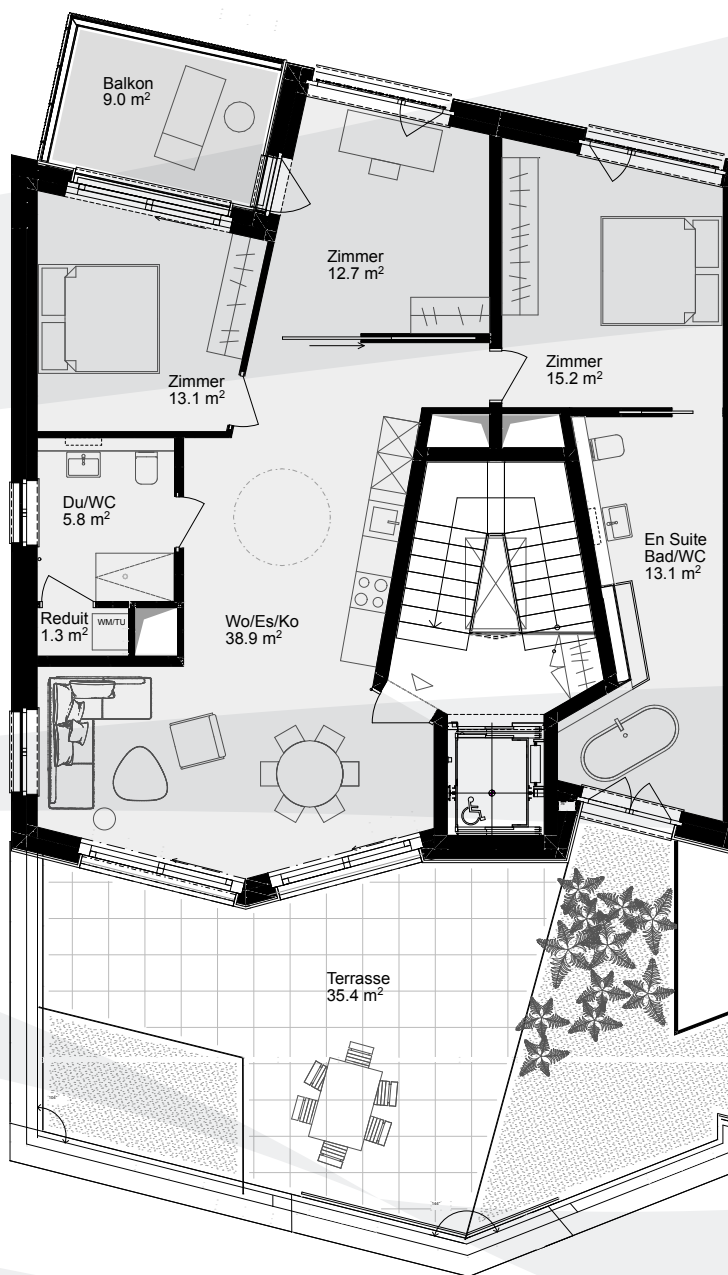 Balkon
9.0 m²
Zimmer
12.7 m²
Zimmer
15.2 m²
Zimmer
13.1 m²
Du/WC
5.8 m²
En Suite
Bad/WC
13.1 m²
Reduit
1.3 m²
WM/TU
Wo/Es/Ko
38.9 m²
Terrasse
35.4 m²